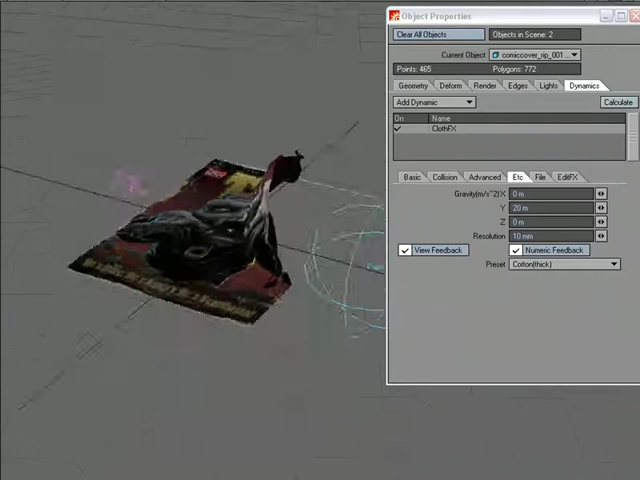 Object Properties
Clear All Objects Objects in Scene: 2
Current Object comiccover_rip_001 ...
Points: 465 Polygons: 772
Geometry Deform Render Edges Lights Dynamics
Add Dynamic Calculate
On Name
ClothFX
Basic Collision Advanced Etc File EditFX
Gravity(m/s^2)X 0 m
Y 20 m
Z 0 m
Resolution 10 mm
View Feedback Numeric Feedback
Preset Cotton(thick)